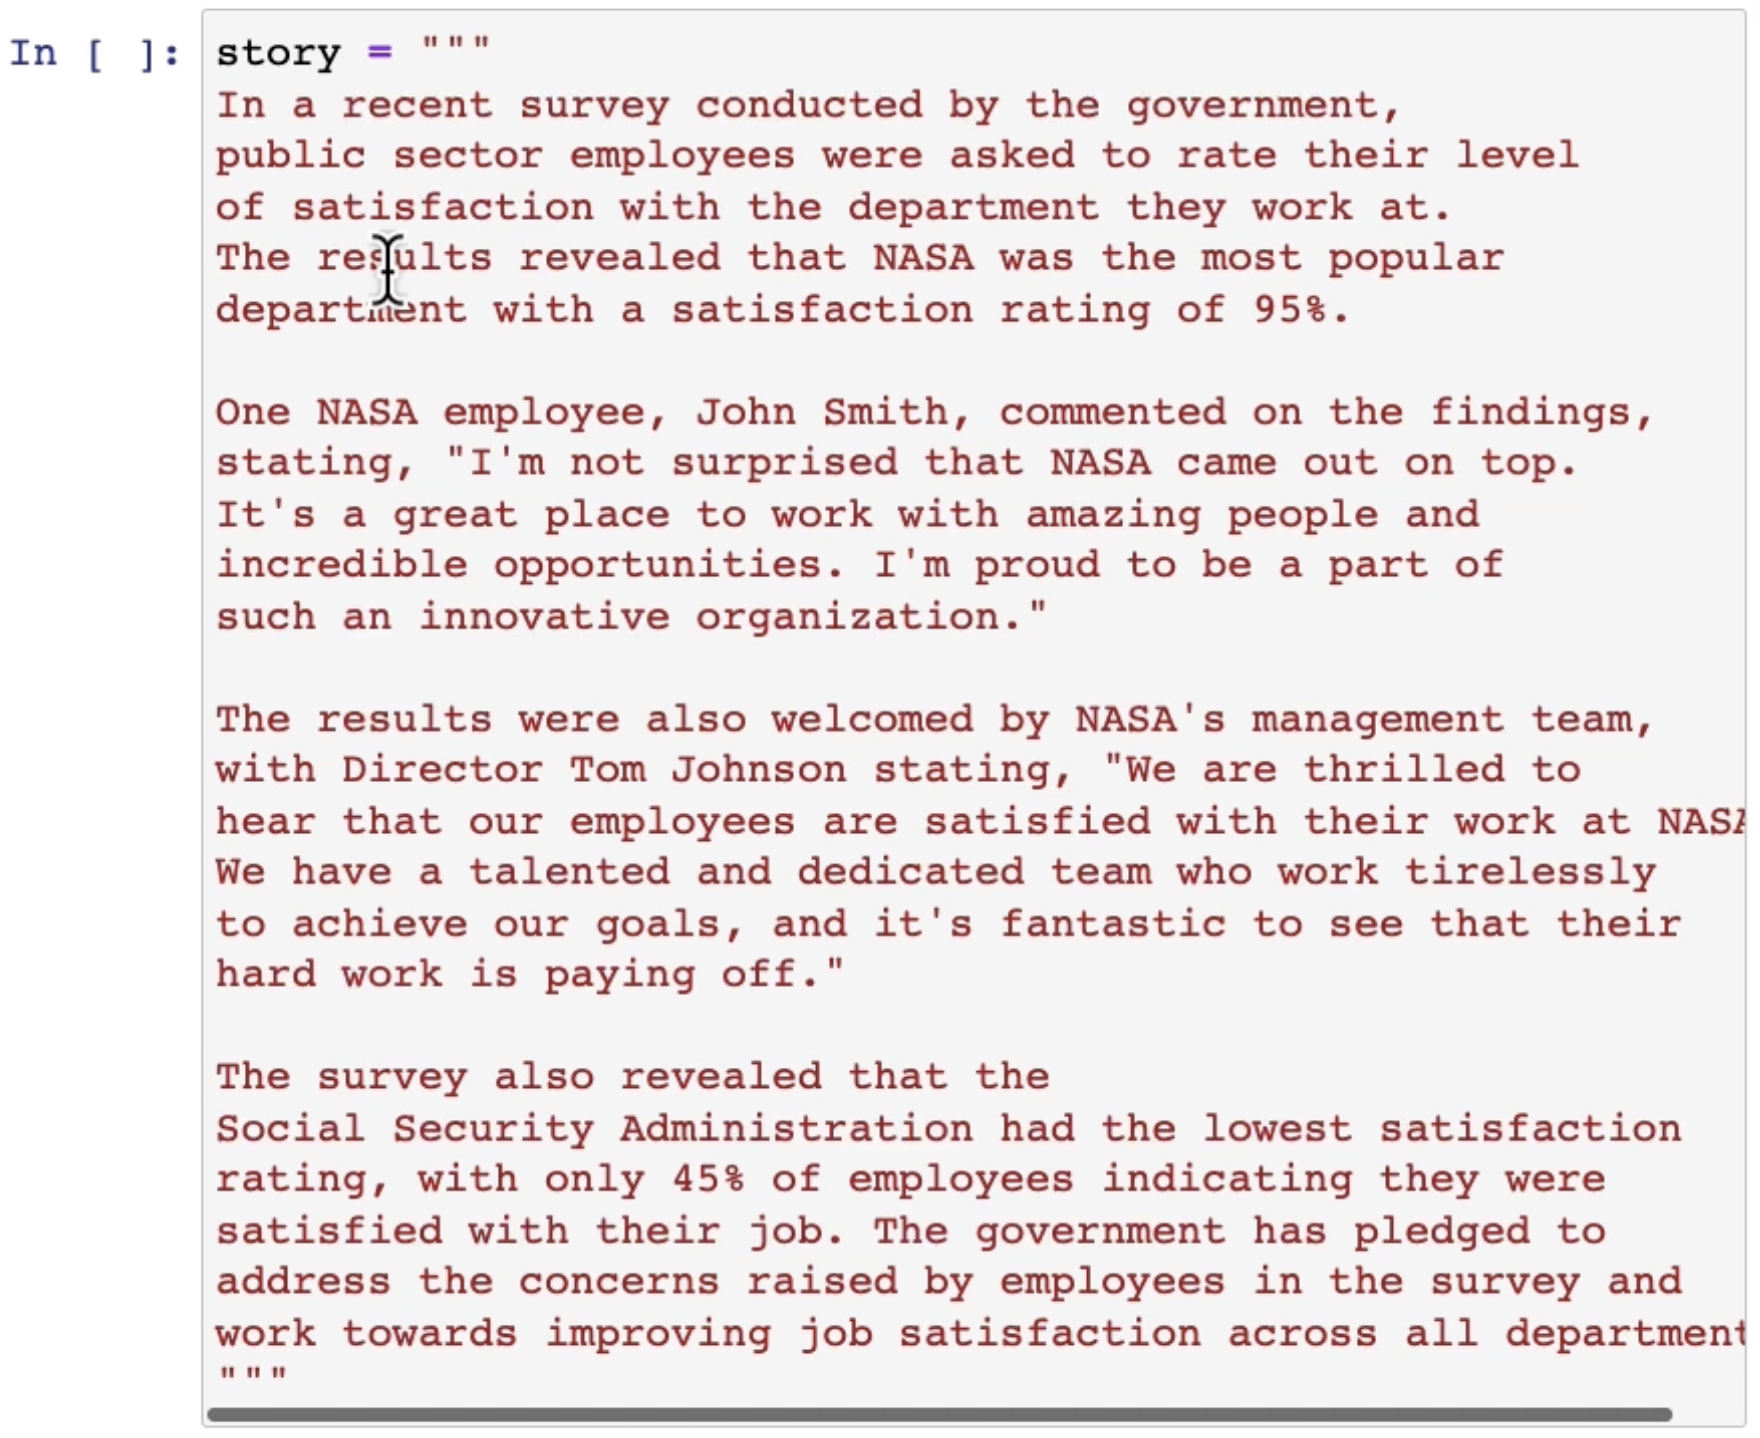 In [ ]: story = """
In a recent survey conducted by the government,
public sector employees were asked to rate their level
of satisfaction with the department they work at.
The results revealed that NASA was the most popular
department with a satisfaction rating of 95%.

One NASA employee, John Smith, commented on the findings,
stating, "I'm not surprised that NASA came out on top.
It's a great place to work with amazing people and
incredible opportunities. I'm proud to be a part of
such an innovative organization."

The results were also welcomed by NASA's management team,
with Director Tom Johnson stating, "We are thrilled to
hear that our employees are satisfied with their work at NASA
We have a talented and dedicated team who work tirelessly
to achieve our goals, and it's fantastic to see that their
hard work is paying off."

The survey also revealed that the
Social Security Administration had the lowest satisfaction
rating, with only 45% of employees indicating they were
satisfied with their job. The government has pledged to
address the concerns raised by employees in the survey and
work towards improving job satisfaction across all department
"""